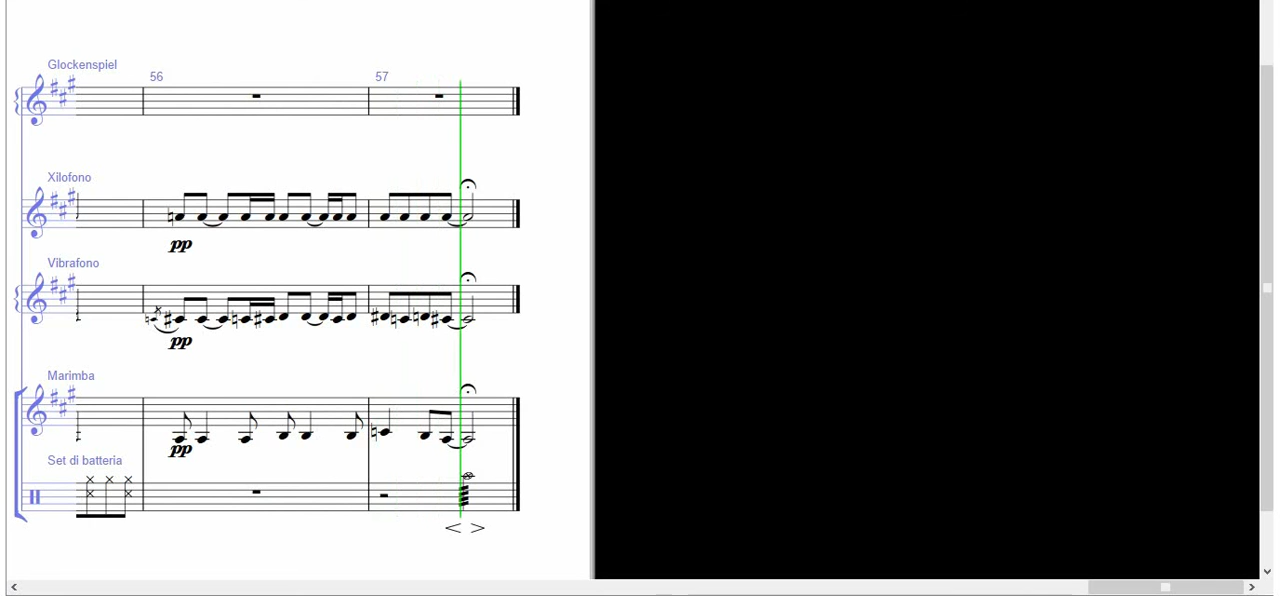 Glockenspiel
56
57
Xilofono
pp
Vibrafono
pp
Marimba
pp
Set di batteria